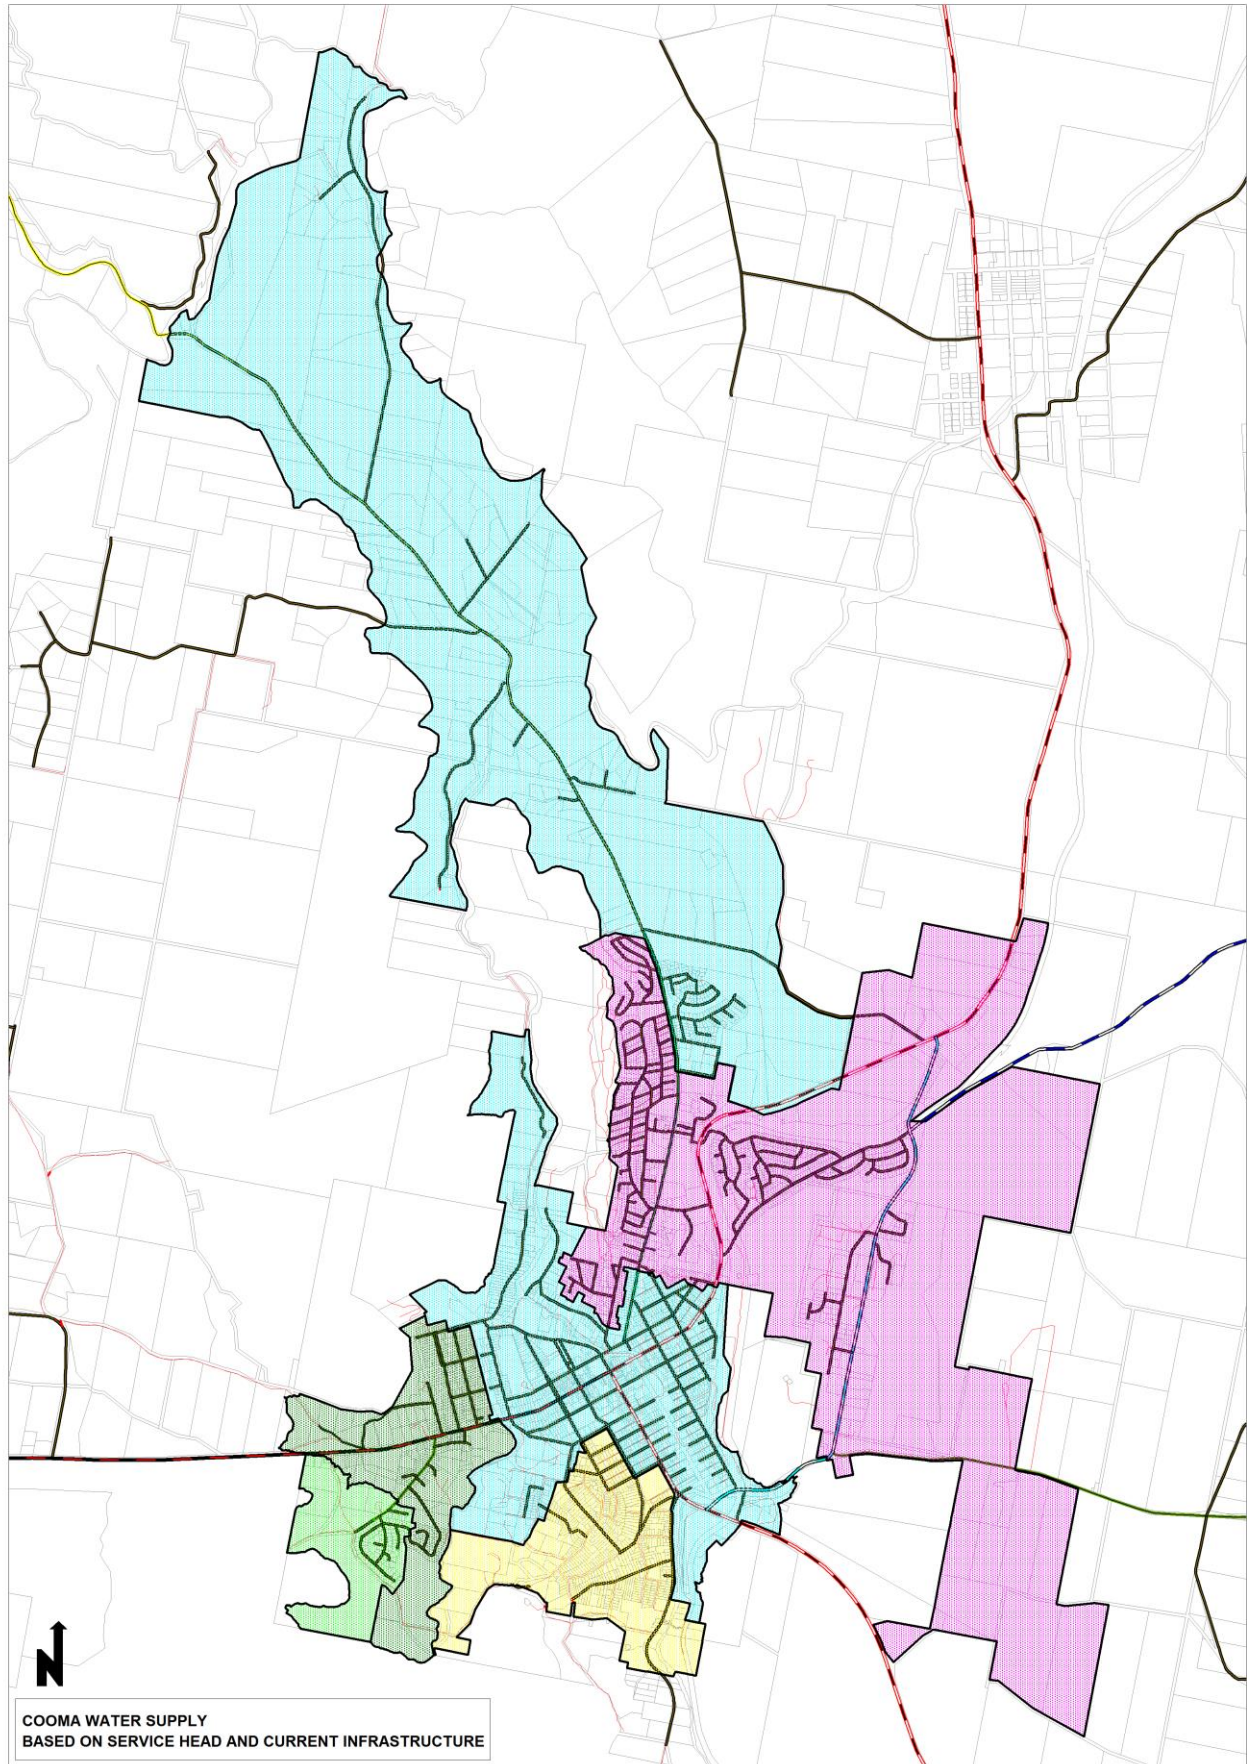 N
COOMA WATER SUPPLY
BASED ON SERVICE HEAD AND CURRENT INFRASTRUCTURE